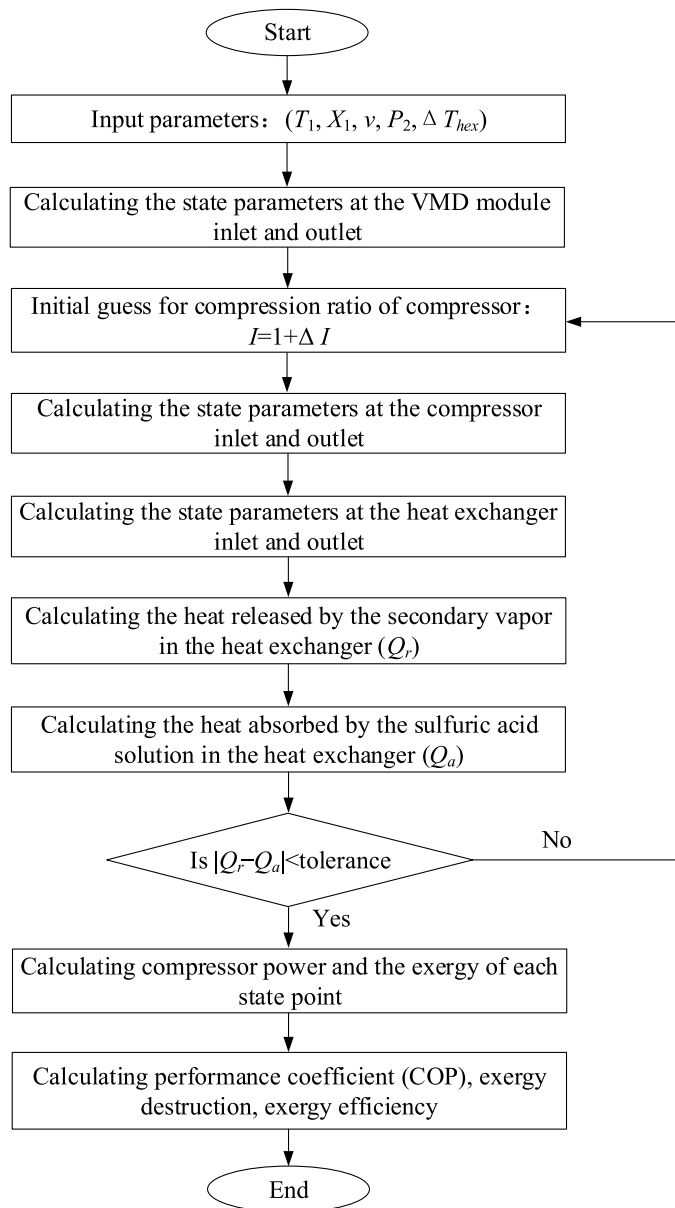 Start
Input parameters：(T1, X1, v, P2, Δ Thex)
Calculating the state parameters at the VMD module
inlet and outlet
Initial guess for compression ratio of compressor：
I=1+Δ I
Calculating the state parameters at the compressor
inlet and outlet
Calculating the state parameters at the heat exchanger
inlet and outlet
Calculating the heat released by the secondary vapor
in the heat exchanger (Qr)
Calculating the heat absorbed by the sulfuric acid
solution in the heat exchanger (Qa)
Is |Qr–Qa|<tolerance
No
Yes
Calculating compressor power and the exergy of each
state point
Calculating performance coefficient (COP), exergy
destruction, exergy efficiency
End